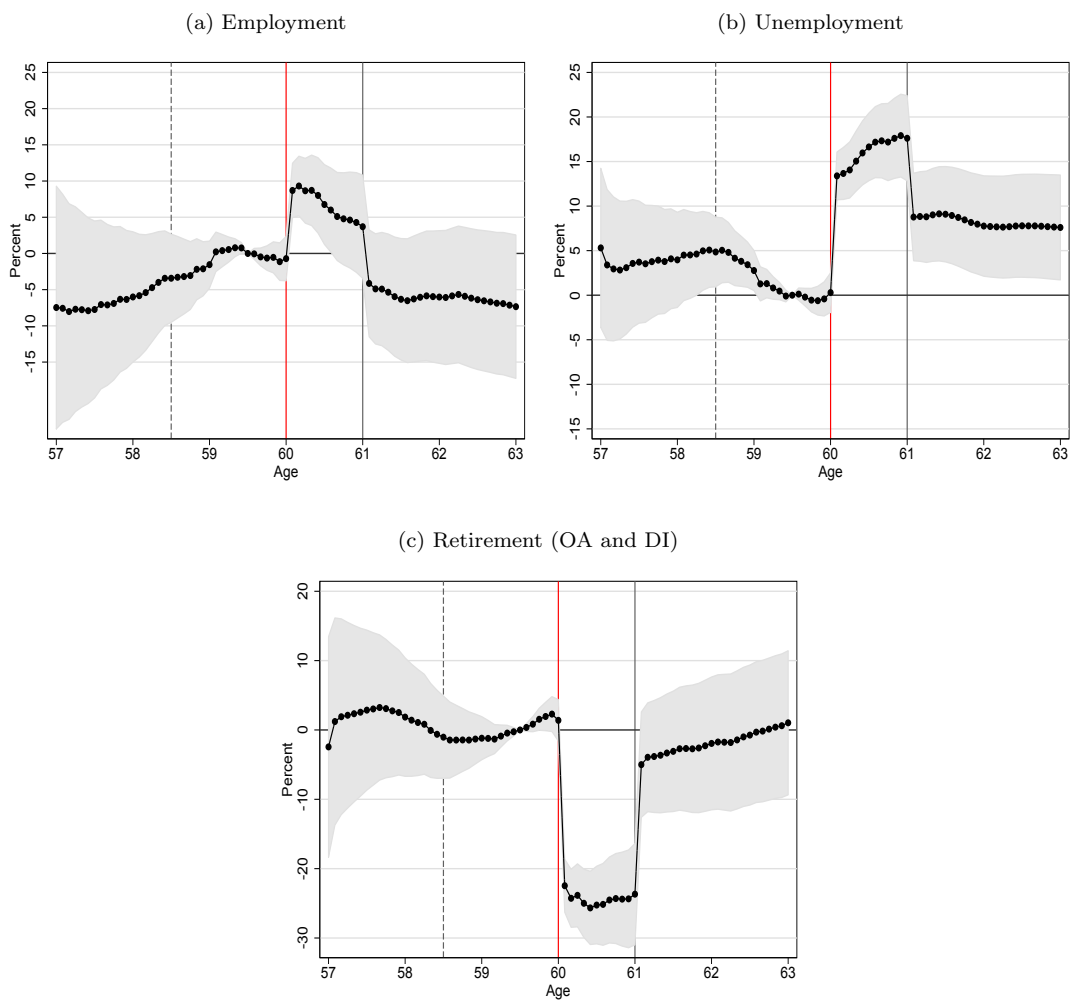 (a) Employment
25
20
15
10
5
0
-5
-10
-15
Percent
57 58 59 60 61 62 63
Age
(b) Unemployment
25
20
15
10
5
0
-5
-10
-15
Percent
57 58 59 60 61 62 63
Age
(c) Retirement (OA and DI)
20
10
0
-10
-20
-30
Percent
57 58 59 60 61 62 63
Age